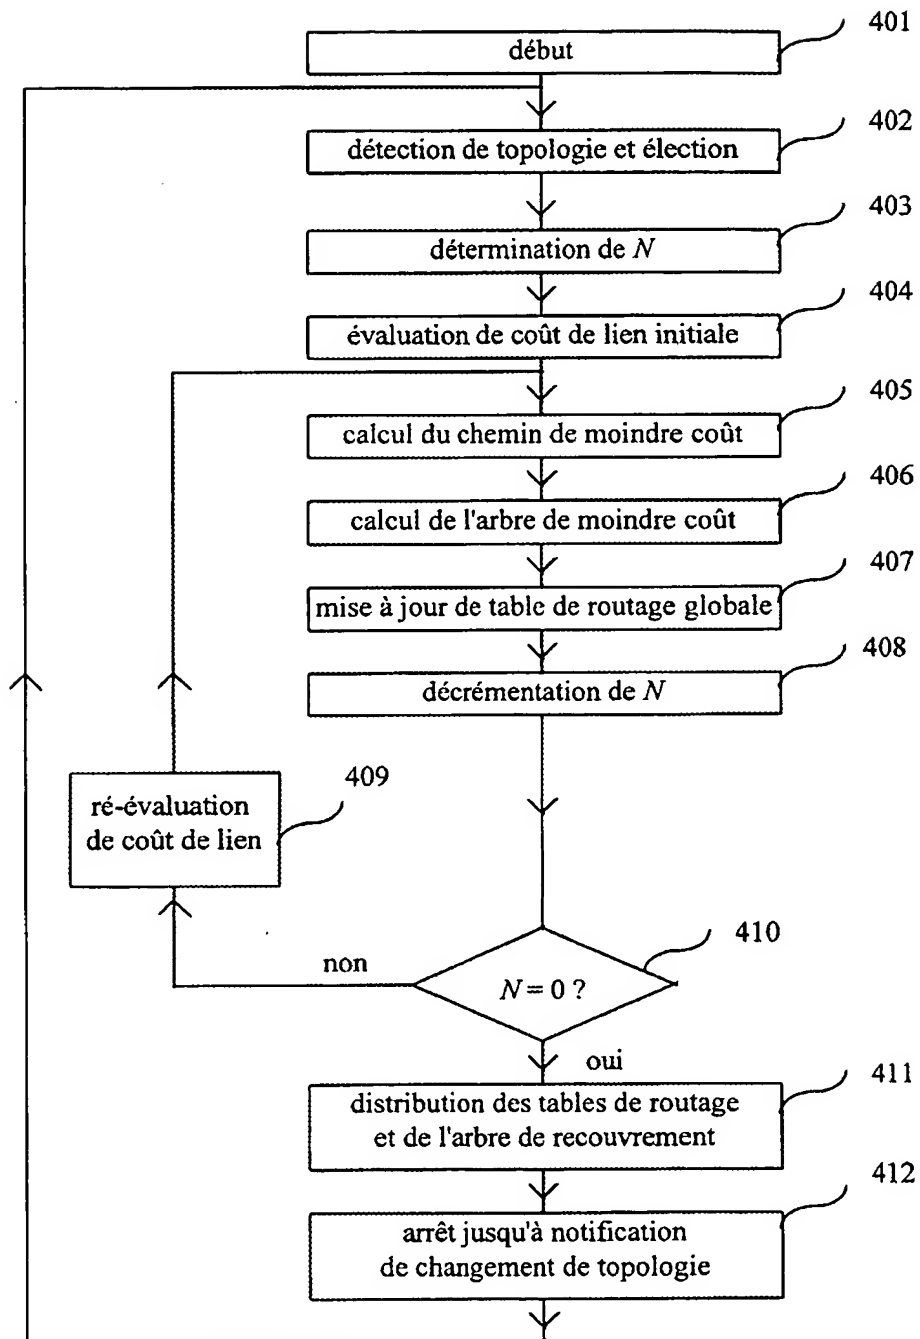 401
début
402
détection de topologie et élection
403
détermination de N
404
évaluation de coût de lien initiale
405
calcul du chemin de moindre coût
406
calcul de l'arbre de moindre coût
407
mise à jour de table de routage globale
408
décrémentation de N
409
ré-évaluation
de coût de lien
410
non
N = 0 ?
oui
411
distribution des tables de routage
et de l'arbre de recouvrement
412
arrêt jusqu'à notification
de changement de topologie